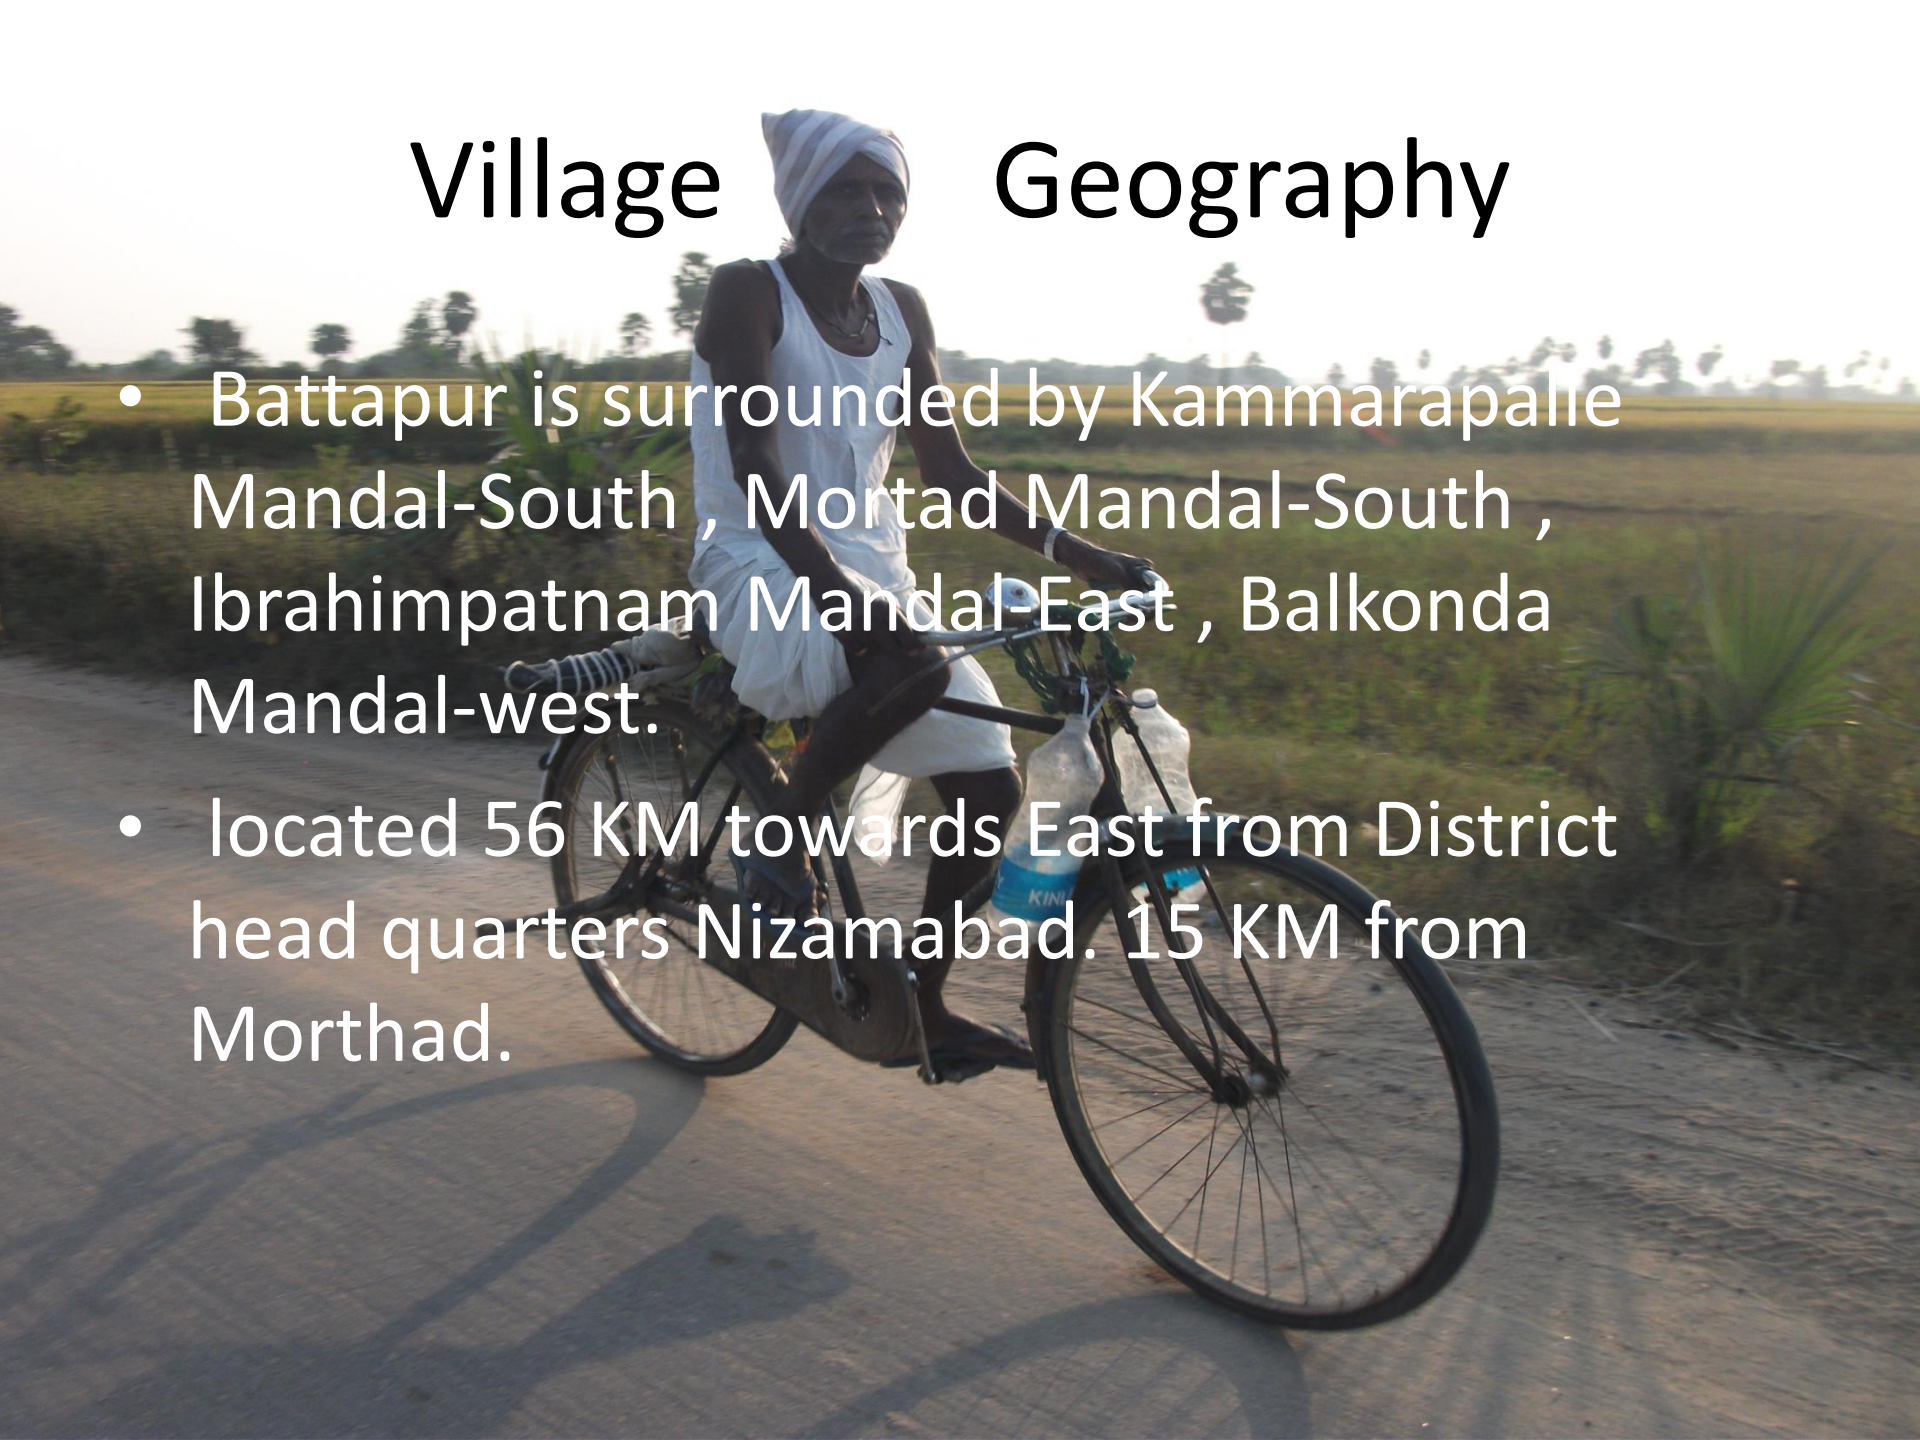 Village Geography
• Battapur is surrounded by Kammarapalle
Mandal-South , Mortad Mandal-South ,
Ibrahimpatnam Mandal-East , Balkonda
Mandal-west.
• located 56 KM towards East from District
head quarters Nizamabad. 15 KM from
Morthad.